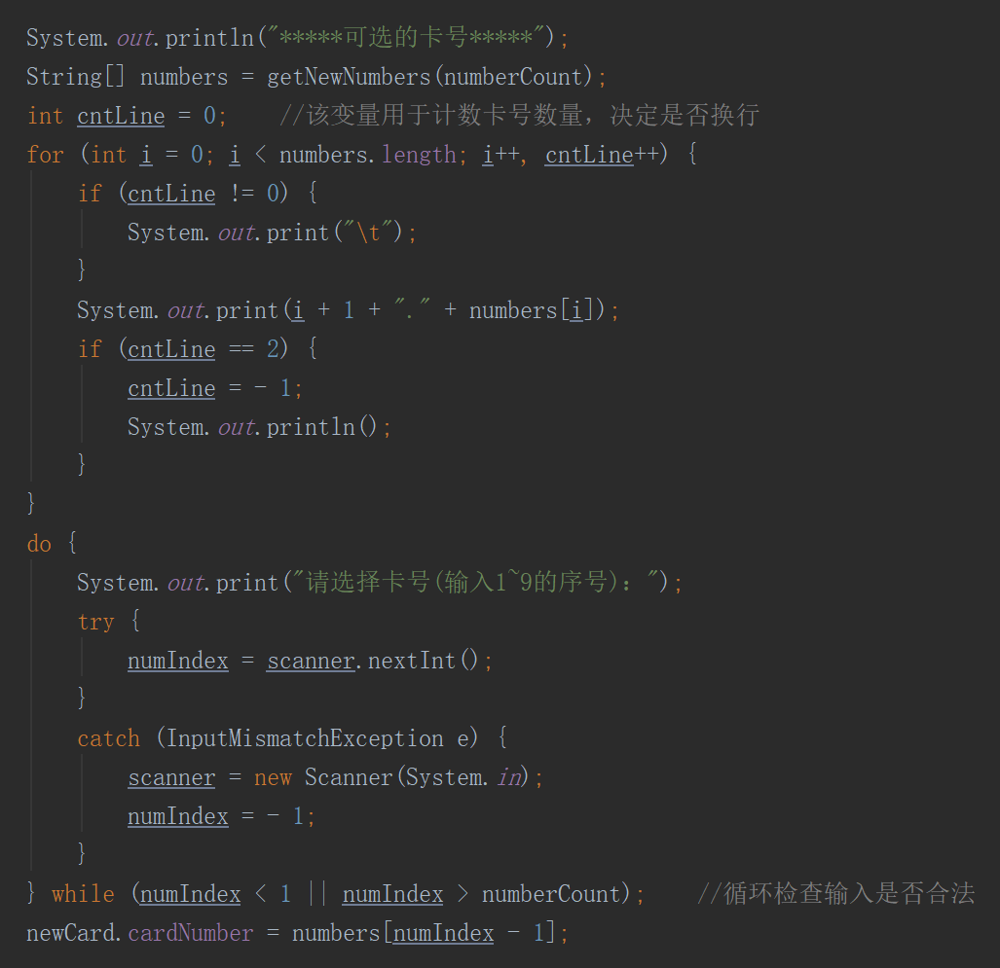 System.out.println("*****可选的卡号*****");
String[] numbers = getNewNumbers(numberCount);
int cntLine = 0;    //该变量用于计数卡号数量，决定是否换行
for (int i = 0; i < numbers.length; i++, cntLine++) {
    if (cntLine != 0) {
        System.out.print("\t");
    }
    System.out.print(i + 1 + "." + numbers[i]);
    if (cntLine == 2) {
        cntLine = - 1;
        System.out.println();
    }
}
do {
    System.out.print("请选择卡号(输入1~9的序号)：");
    try {
        numIndex = scanner.nextInt();
    }
    catch (InputMismatchException e) {
        scanner = new Scanner(System.in);
        numIndex = - 1;
    }
} while (numIndex < 1 || numIndex > numberCount);    //循环检查输入是否合法
newCard.cardNumber = numbers[numIndex - 1];